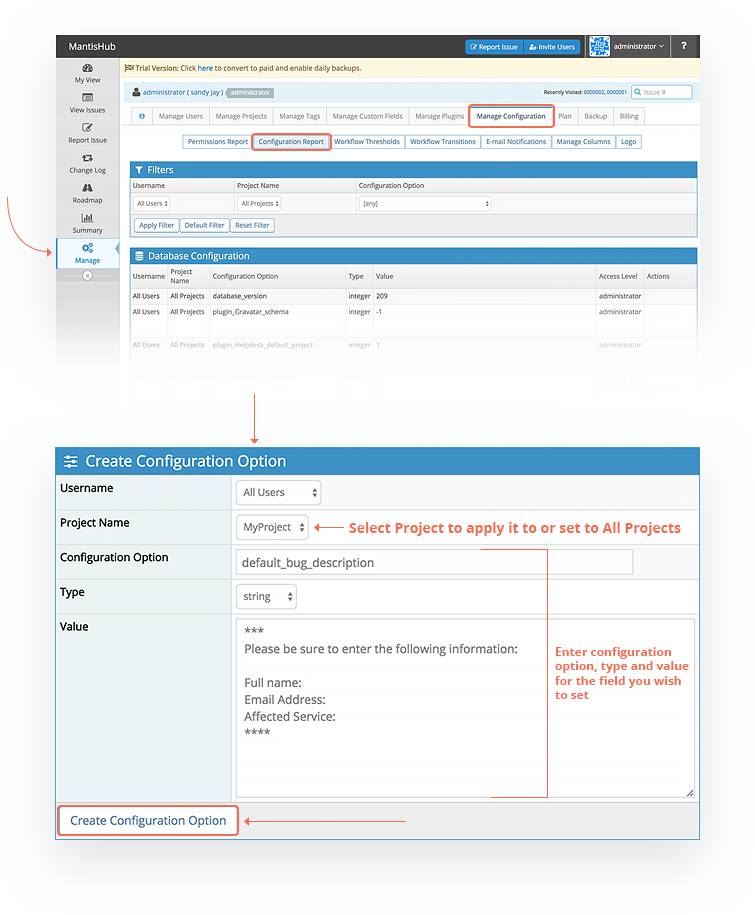 MantisHub
Report Issue
Invite Users
administrator
?
My View
View Issues
Report Issue
Change Log
Roadmap
Summary
Manage
Trial Version: Click here to convert to paid and enable daily backups.
administrator ( sandy jay ) administrator
Recently Visited: 0000002, 0000001
Issue #
Manage Users Manage Projects Manage Tags Manage Custom Fields Manage Plugins Manage Configuration Plan Backup Billing
Permissions Report Configuration Report Workflow Thresholds Workflow Transitions E-mail Notifications Manage Columns Logo
Filters
Username Project Name Configuration Option
All Users All Projects [any]
Apply Filter Default Filter Reset Filter
Database Configuration
Username Project Name Configuration Option Type Value Access Level Actions
All Users All Projects database_version integer 209 administrator
All Users All Projects plugin_Gravatar_schema integer -1 administrator
All Users All Projects plugin_Helpdesk_default_project integer 1 administrator
Create Configuration Option
Username All Users
Project Name MyProject Select Project to apply it to or set to All Projects
Configuration Option default_bug_description
Type string
Value
***
Please be sure to enter the following information:
Full name:
Email Address:
Affected Service:
****
Enter configuration
option, type and value
for the field you wish
to set
Create Configuration Option